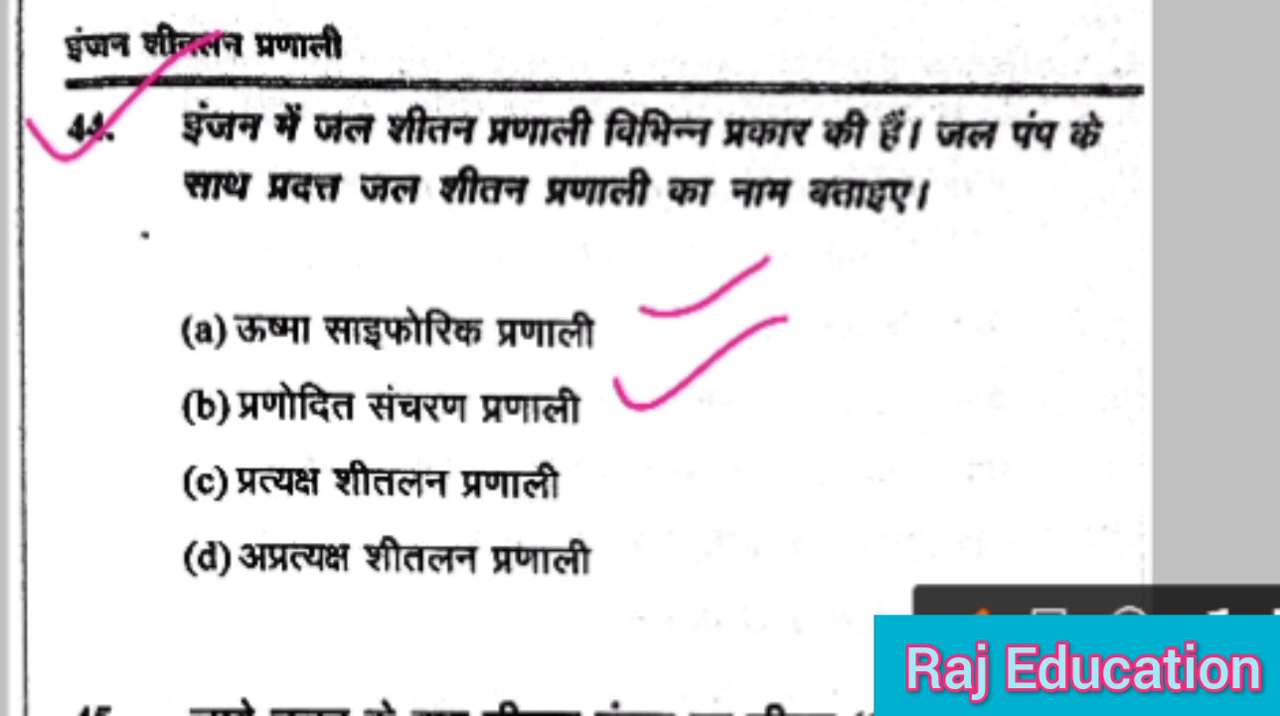 इंजन शीतलन प्रणाली
44. इंजन में जल शीतन प्रणाली विभिन्न प्रकार की हैं। जल पंप के
साथ प्रदत्त जल शीतन प्रणाली का नाम बताइए।
(a) ऊष्मा साइफोरिक प्रणाली
(b) प्रणोदित संचरण प्रणाली
(c) प्रत्यक्ष शीतलन प्रणाली
(d) अप्रत्यक्ष शीतलन प्रणाली
Raj Education